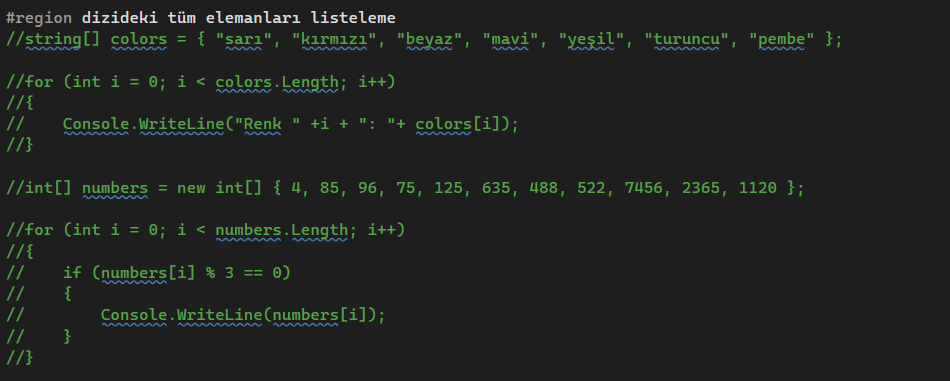 #region dizideki tüm elemanları listeleme
//string[] colors = { "sarı", "kırmızı", "beyaz", "mavi", "yeşil", "turuncu", "pembe" };
//for (int i = 0; i < colors.Length; i++)
//{
//    Console.WriteLine("Renk " +i + ": "+ colors[i]);
//}
//int[] numbers = new int[] { 4, 85, 96, 75, 125, 635, 488, 522, 7456, 2365, 1120 };
//for (int i = 0; i < numbers.Length; i++)
//{
//    if (numbers[i] % 3 == 0)
//    {
//        Console.WriteLine(numbers[i]);
//    }
//}